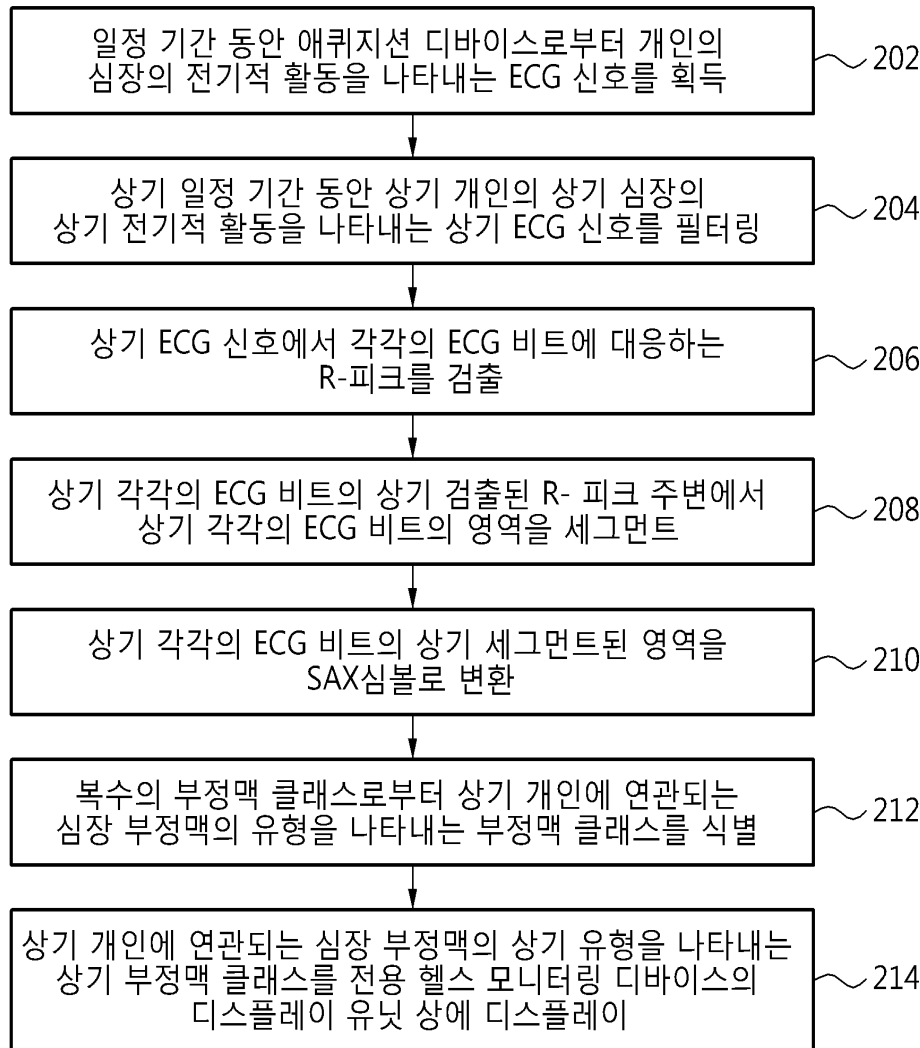 일정 기간 동안 애퀴지션 디바이스로부터 개인의
심장의 전기적 활동을 나타내는 ECG 신호를 획득
202
상기 일정 기간 동안 상기 개인의 상기 심장의
상기 전기적 활동을 나타내는 상기 ECG 신호를 필터링
204
상기 ECG 신호에서 각각의 ECG 비트에 대응하는
R-피크를 검출
206
상기 각각의 ECG 비트의 상기 검출된 R- 피크 주변에서
상기 각각의 ECG 비트의 영역을 세그먼트
208
상기 각각의 ECG 비트의 상기 세그먼트된 영역을
SAX심볼로 변환
210
복수의 부정맥 클래스로부터 상기 개인에 연관되는
심장 부정맥의 유형을 나타내는 부정맥 클래스를 식별
212
상기 개인에 연관되는 심장 부정맥의 상기 유형을 나타내는
상기 부정맥 클래스를 전용 헬스 모니터링 디바이스의
디스플레이 유닛 상에 디스플레이
214